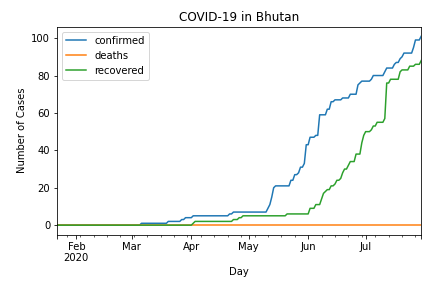 COVID-19 in Bhutan
confirmed
deaths
recovered
Number of Cases
100
80
60
40
20
0
Feb
2020
Mar
Apr
May
Jun
Jul
Day